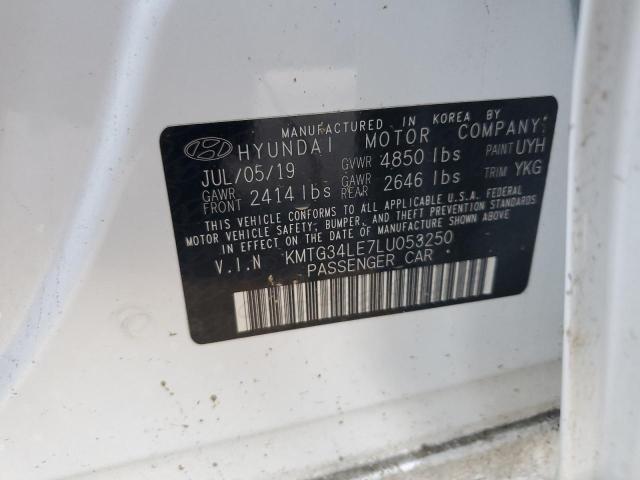 MANUFACTURED IN KOREA BY
HYUNDAI MOTOR COMPANY:
JUL/05/19 GVWR 4850 lbs PAINT UYH
GAWR FRONT 2414 lbs GAWR REAR 2646 lbs TRIM YKG
THIS VEHICLE CONFORMS TO ALL APPLICABLE U.S.A. FEDERAL
MOTOR VEHICLE SAFETY, BUMPER, AND THEFT PREVENTION STANDARDS
IN EFFECT ON THE DATE OF MANUFACTURE SHOWN ABOVE.
V.I.N KMTG34LE7LU053250
PASSENGER CAR